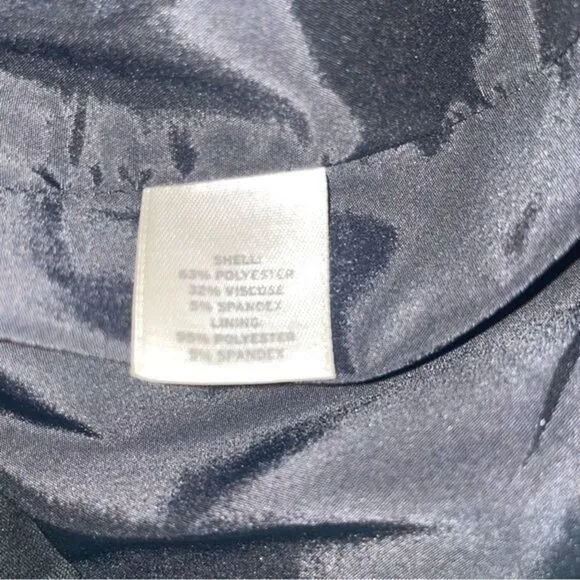 SHELL:
63% POLYESTER
32% VISCOSE
5% SPANDEX
LINING:
95% POLYESTER
5% SPANDEX